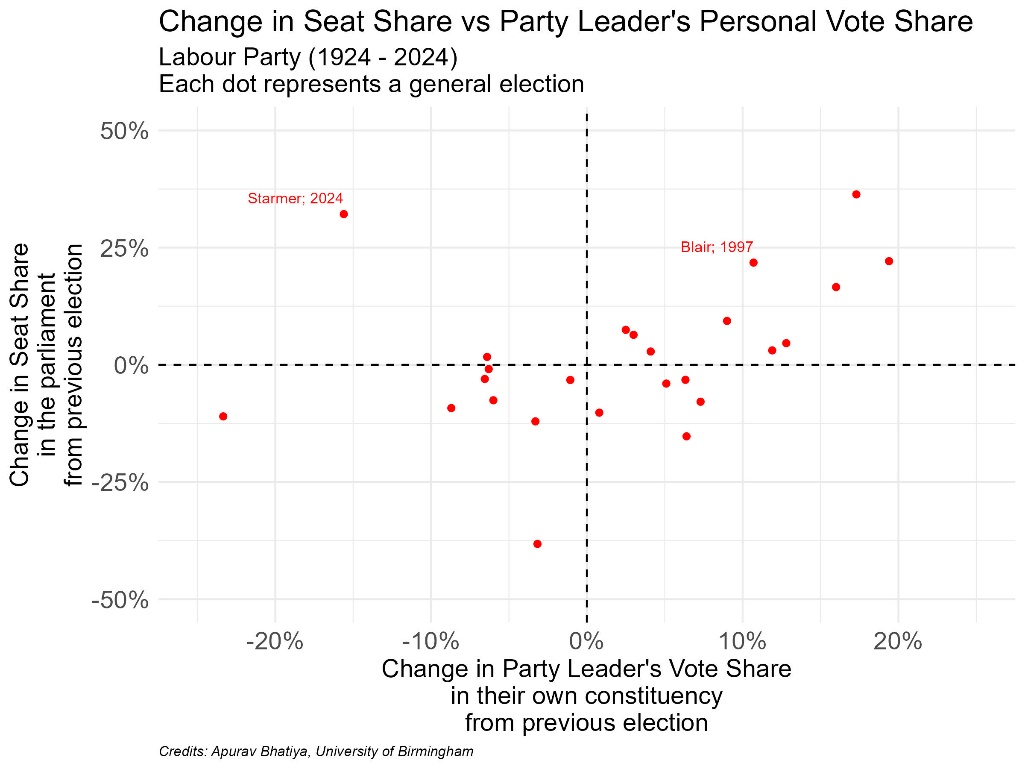 Change in Seat Share vs Party Leader's Personal Vote Share
Labour Party (1924 - 2024)
Each dot represents a general election
Change in Seat Share
in the parliament
from previous election
50%
25%
0%
-25%
-50%
Starmer; 2024
Blair; 1997
-20%
-10%
0%
10%
20%
Change in Party Leader's Vote Share
in their own constituency
from previous election
Credits: Apurav Bhatiya, University of Birmingham